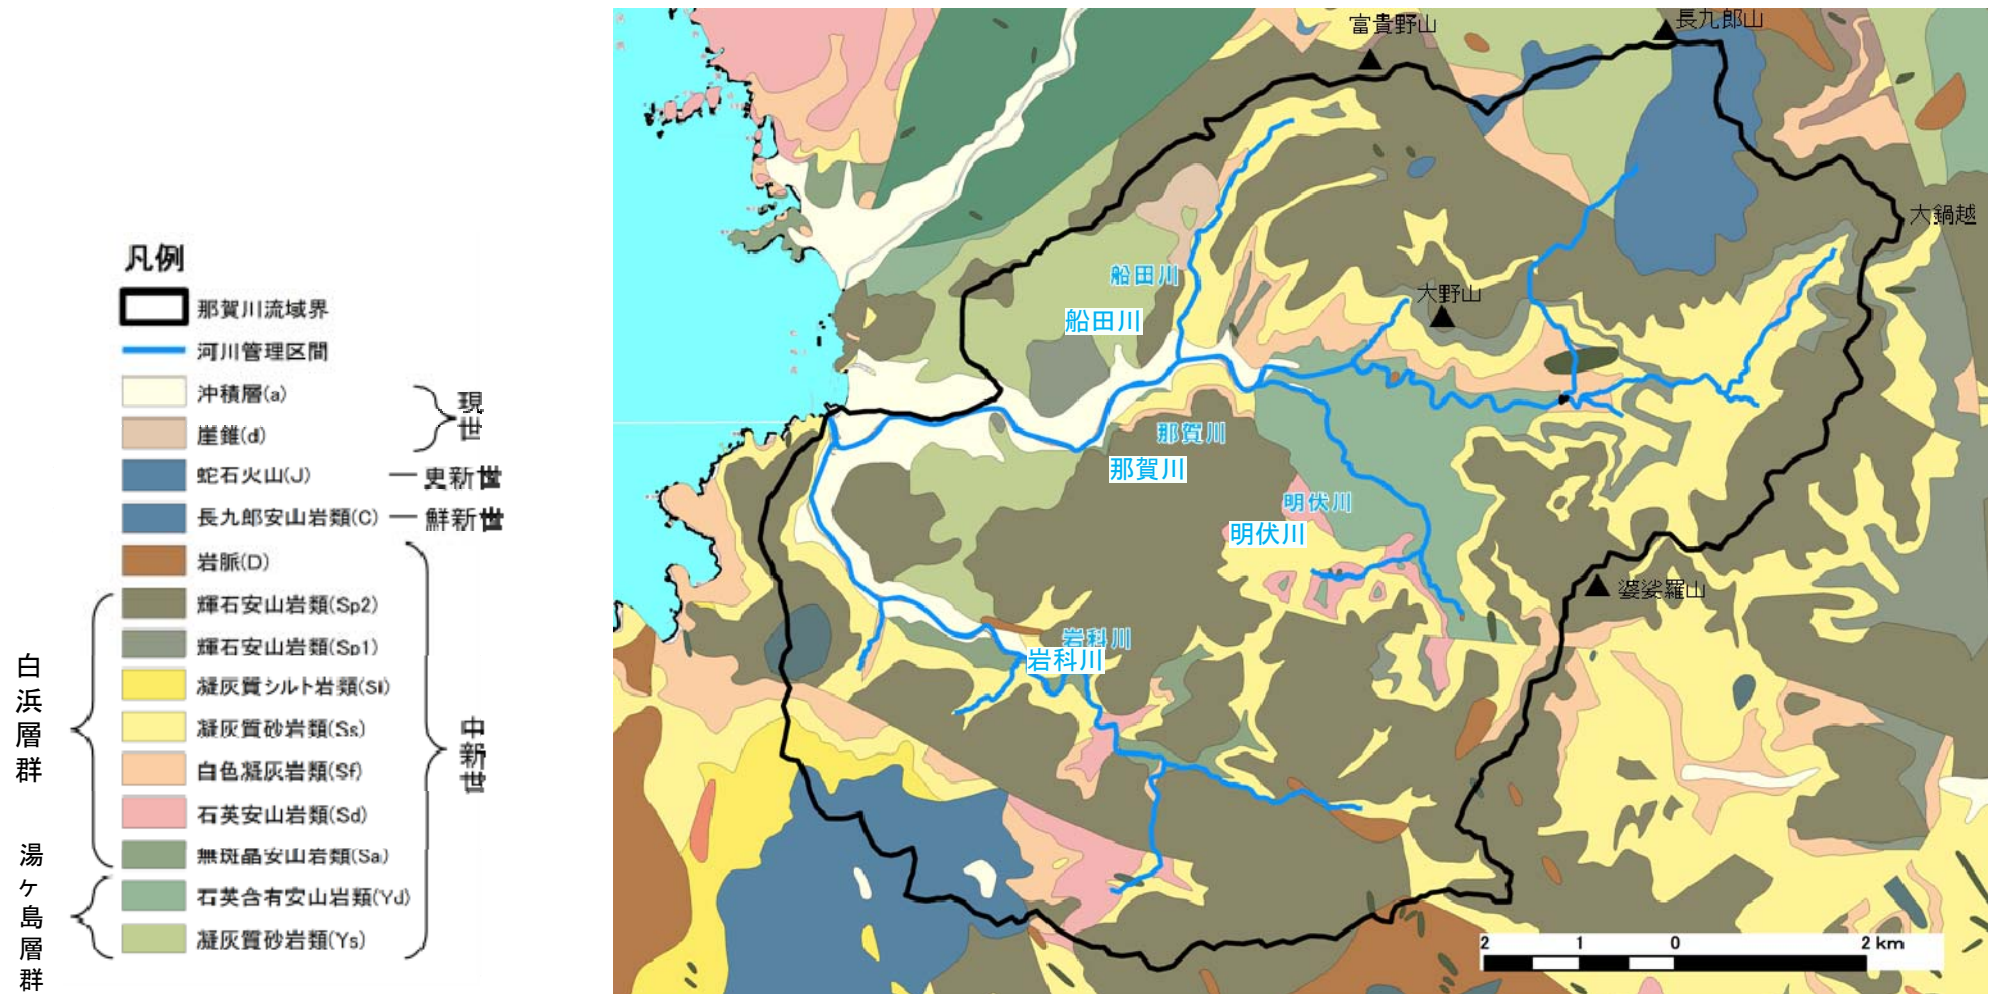 凡例
那賀川流域界
河川管理区間
沖積層(a)
崖錐(d)
現世
蛇石火山(J)
更新世
長九郎安山岩類(C)
鮮新世
岩脈(D)
輝石安山岩類(Sp2)
輝石安山岩類(Sp1)
凝灰質シルト岩類(Si)
凝灰質砂岩類(Ss)
白色凝灰岩類(Sf)
石英安山岩類(Sd)
無斑晶安山岩類(Sa)
石英含有安山岩類(Yd)
凝灰質砂岩類(Ys)
中新世
白浜層群
湯ヶ島層群
富貴野山
長九郎山
大鍋越
船田川
船田川
大野山
那賀川
那賀川
明伏川
明伏川
婆娑羅山
岩科川
岩科川
2 1 0 2 km